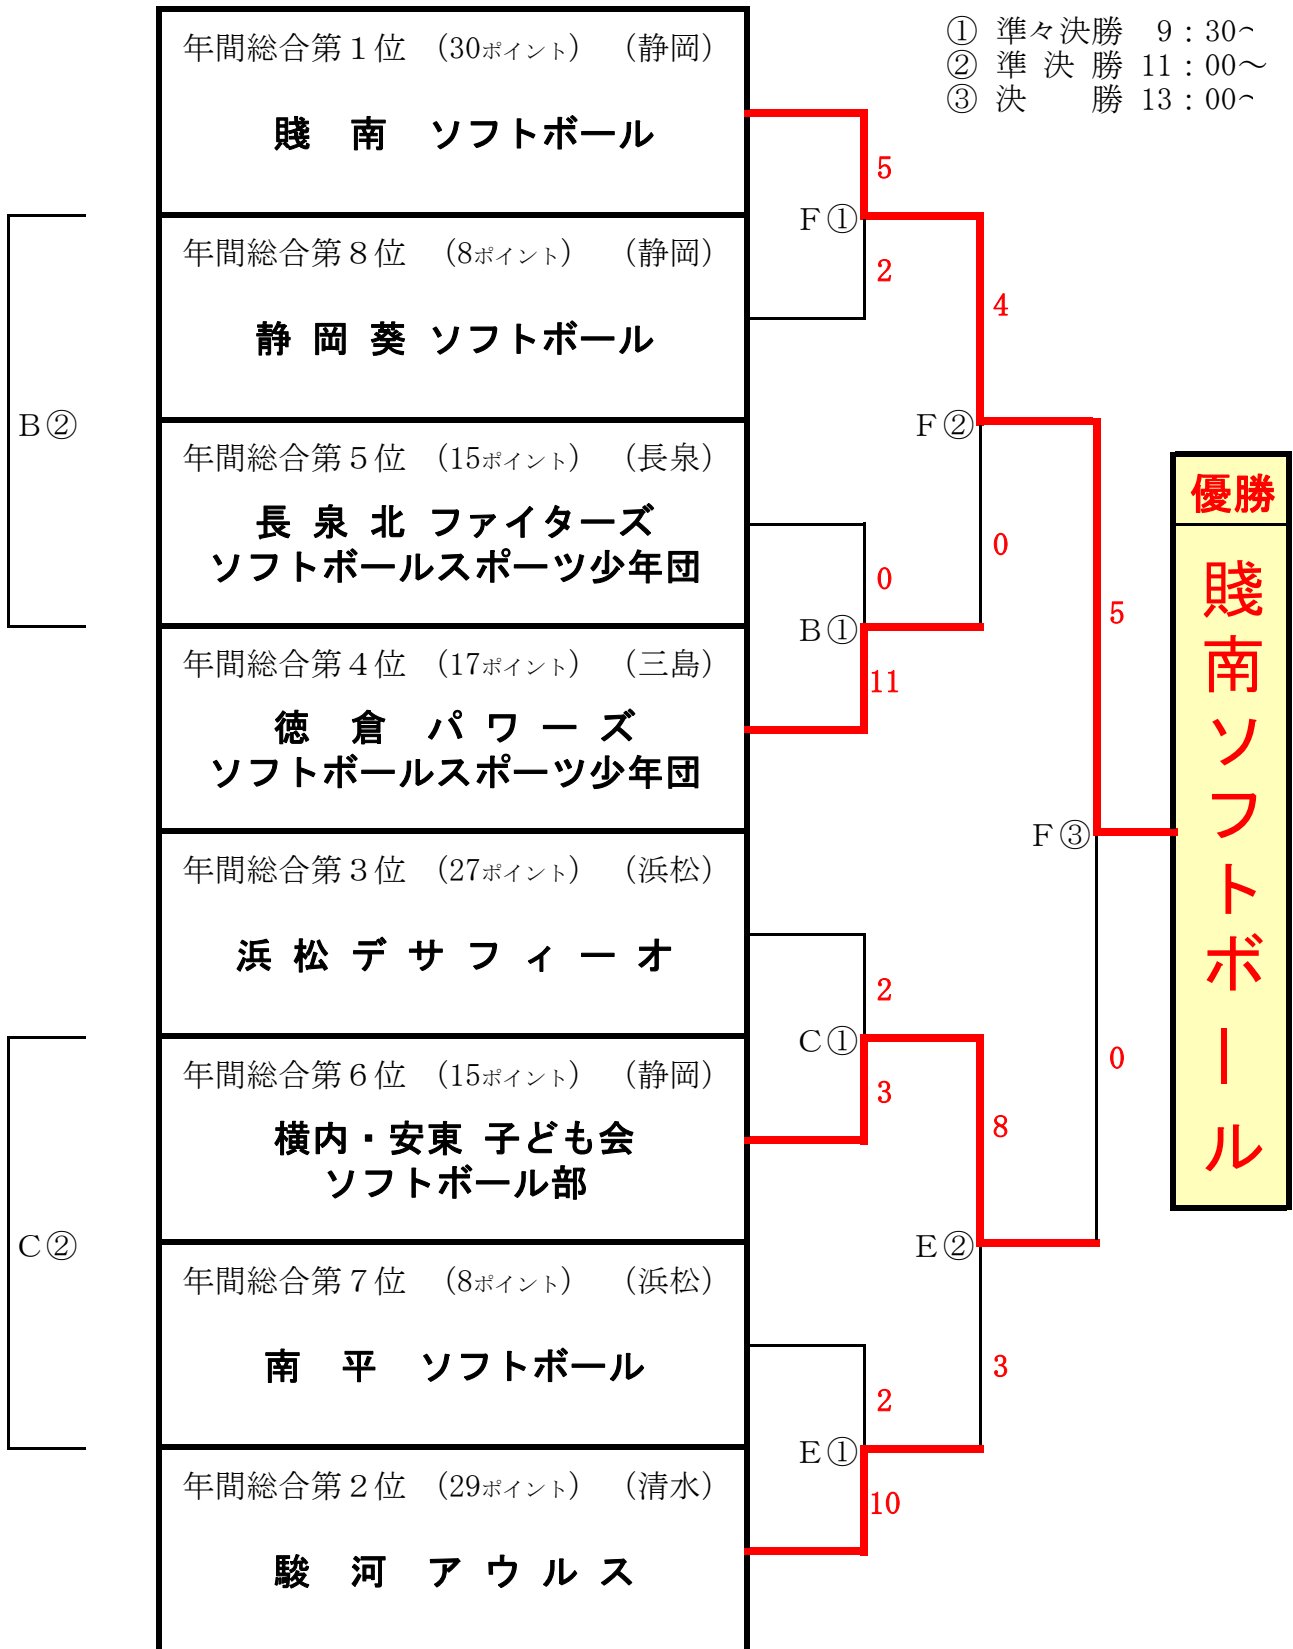 ① 準々決勝 9：30～
② 準 決 勝 11：00～
③ 決 勝 13：00～
年間総合第１位 (30ポイント) (静岡)
賤 南 ソフトボール
年間総合第８位 (8ポイント) (静岡)
静 岡 葵 ソフトボール
年間総合第５位 (15ポイント) (長泉)
長 泉 北 ファイターズ
ソフトボールスポーツ少年団
年間総合第４位 (17ポイント) (三島)
徳 倉 パ ワ ー ズ
ソフトボールスポーツ少年団
年間総合第３位 (27ポイント) (浜松)
浜 松 デ サ フ ィ ー オ
年間総合第６位 (15ポイント) (静岡)
横内・安東 子ども会
ソフトボール部
年間総合第７位 (8ポイント) (浜松)
南 平 ソフトボール
年間総合第２位 (29ポイント) (清水)
駿 河 ア ウ ル ス
Ｂ②
Ｃ②
5
Ｆ①
2
0
Ｂ①
11
2
Ｃ①
3
2
Ｅ①
10
4
Ｆ②
0
8
Ｅ②
3
5
Ｆ③
0
優勝
賤南ソフトボール